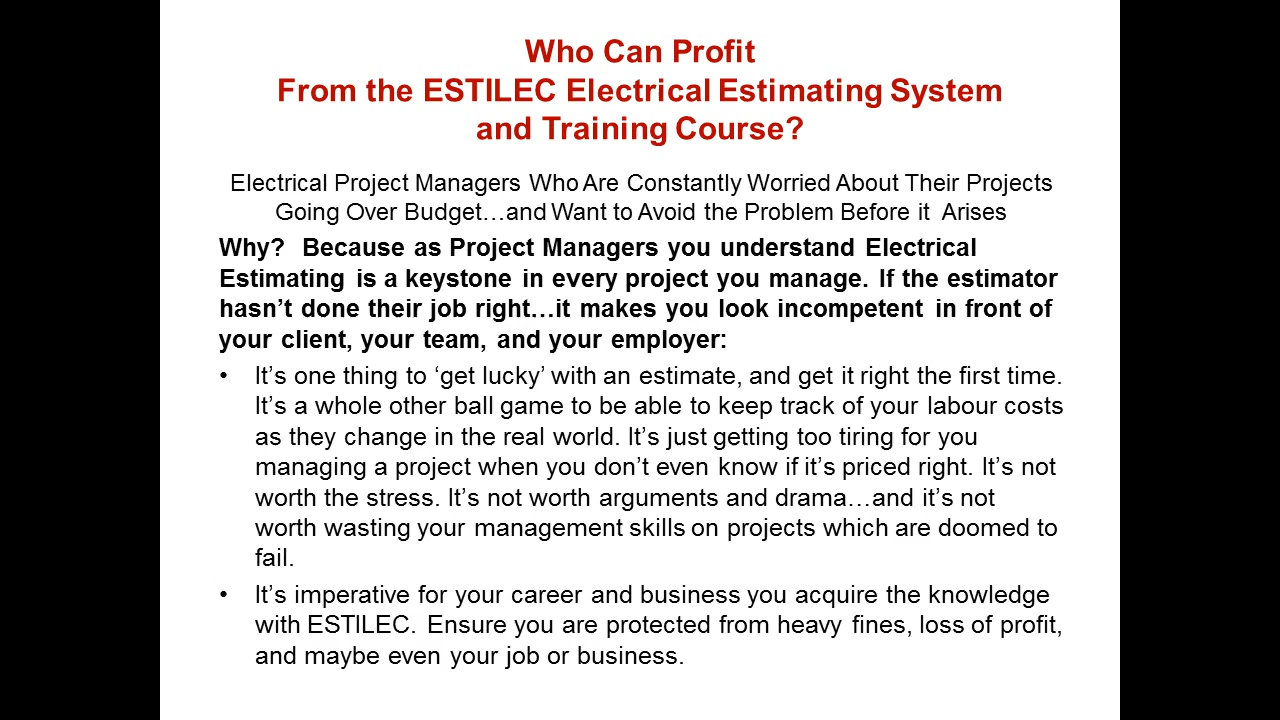 Who Can Profit
From the ESTILEC Electrical Estimating System
and Training Course?
Electrical Project Managers Who Are Constantly Worried About Their Projects
Going Over Budget…and Want to Avoid the Problem Before it Arises
Why? Because as Project Managers you understand Electrical
Estimating is a keystone in every project you manage. If the estimator
hasn’t done their job right…it makes you look incompetent in front of
your client, your team, and your employer:
• It’s one thing to ‘get lucky’ with an estimate, and get it right the first time.
It’s a whole other ball game to be able to keep track of your labour costs
as they change in the real world. It’s just getting too tiring for you
managing a project when you don’t even know if it’s priced right. It’s not
worth the stress. It’s not worth arguments and drama…and it’s not
worth wasting your management skills on projects which are doomed to
fail.
• It’s imperative for your career and business you acquire the knowledge
with ESTILEC. Ensure you are protected from heavy fines, loss of profit,
and maybe even your job or business.